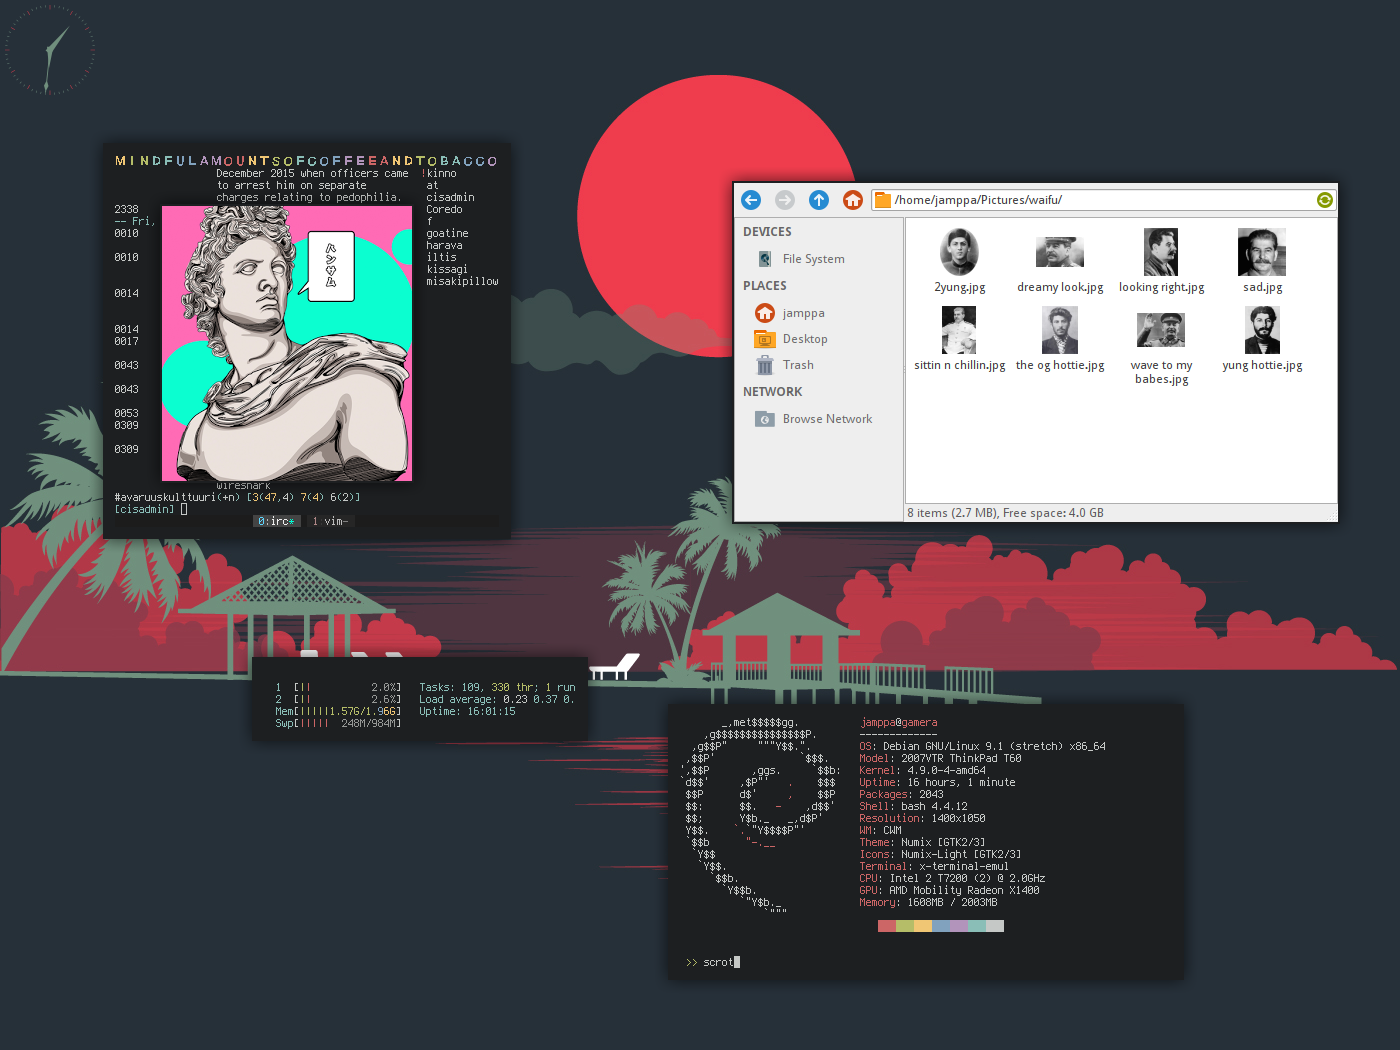 MINDFULAMOUNTSOFCOFFEEANDTOBACCO
December 2015 when officers came
to arrest him on separate
charges relating to pedophilia.
2338
-- Fri,
0010
0010
0014
0014
0017
0043
0043
0053
0309
0309
ハンサム
wireshark
!kinno
at
cisadmin
Coredo
f
goatine
harava
iltis
kissagi
misakipillow
#avaruuskulttuuri(+n) [3(47,4) 7(4) 6(2)]
[cisadmin]
0:irc* 1 vim-
/home/jamppa/Pictures/waifu/
DEVICES
File System
PLACES
jamppa
Desktop
Trash
NETWORK
Browse Network
2yung.jpg
dreamy look.jpg
looking right.jpg
sad.jpg
sittin n chillin.jpg
the og hottie.jpg
wave to my
babes.jpg
yung hottie.jpg
8 items (2.7 MB), Free space: 4.0 GB
1 [|| 2.0%] Tasks: 109, 330 thr; 1 run
2 [|| 2.6%] Load average: 0.23 0.37 0.
Mem[|||||1.57G/1.96G] Uptime: 16:01:15
Swp[||||| 248M/984M]
_,met$$$$$gg.
,g$$$$$$$$$$$$$$$P.
,g$$P"     """Y$$.".
,$$P'              `$$$.
',$$P       ,ggs.     `$$b:
`d$$'     ,$P"'   .    $$$
$$P      d$'     ,    $$P
$$:      $$.   -    ,d$$'
$$;      Y$b._   _,d$P'
Y$$.    `.`"Y$$$$P"'
`$$b      "-.__
`Y$$
`Y$$.
`$$b.
`Y$$b.
`"Y$b._
`"""
jamppa@gamera
-------------
OS: Debian GNU/Linux 9.1 (stretch) x86_64
Model: 2007VTR ThinkPad T60
Kernel: 4.9.0-4-amd64
Uptime: 16 hours, 1 minute
Packages: 2043
Shell: bash 4.4.12
Resolution: 1400x1050
WM: CWM
Theme: Numix [GTK2/3]
Icons: Numix-Light [GTK2/3]
Terminal: x-terminal-emul
CPU: Intel 2 T7200 (2) @ 2.0GHz
GPU: AMD Mobility Radeon X1400
Memory: 1608MB / 2003MB
>> scrot